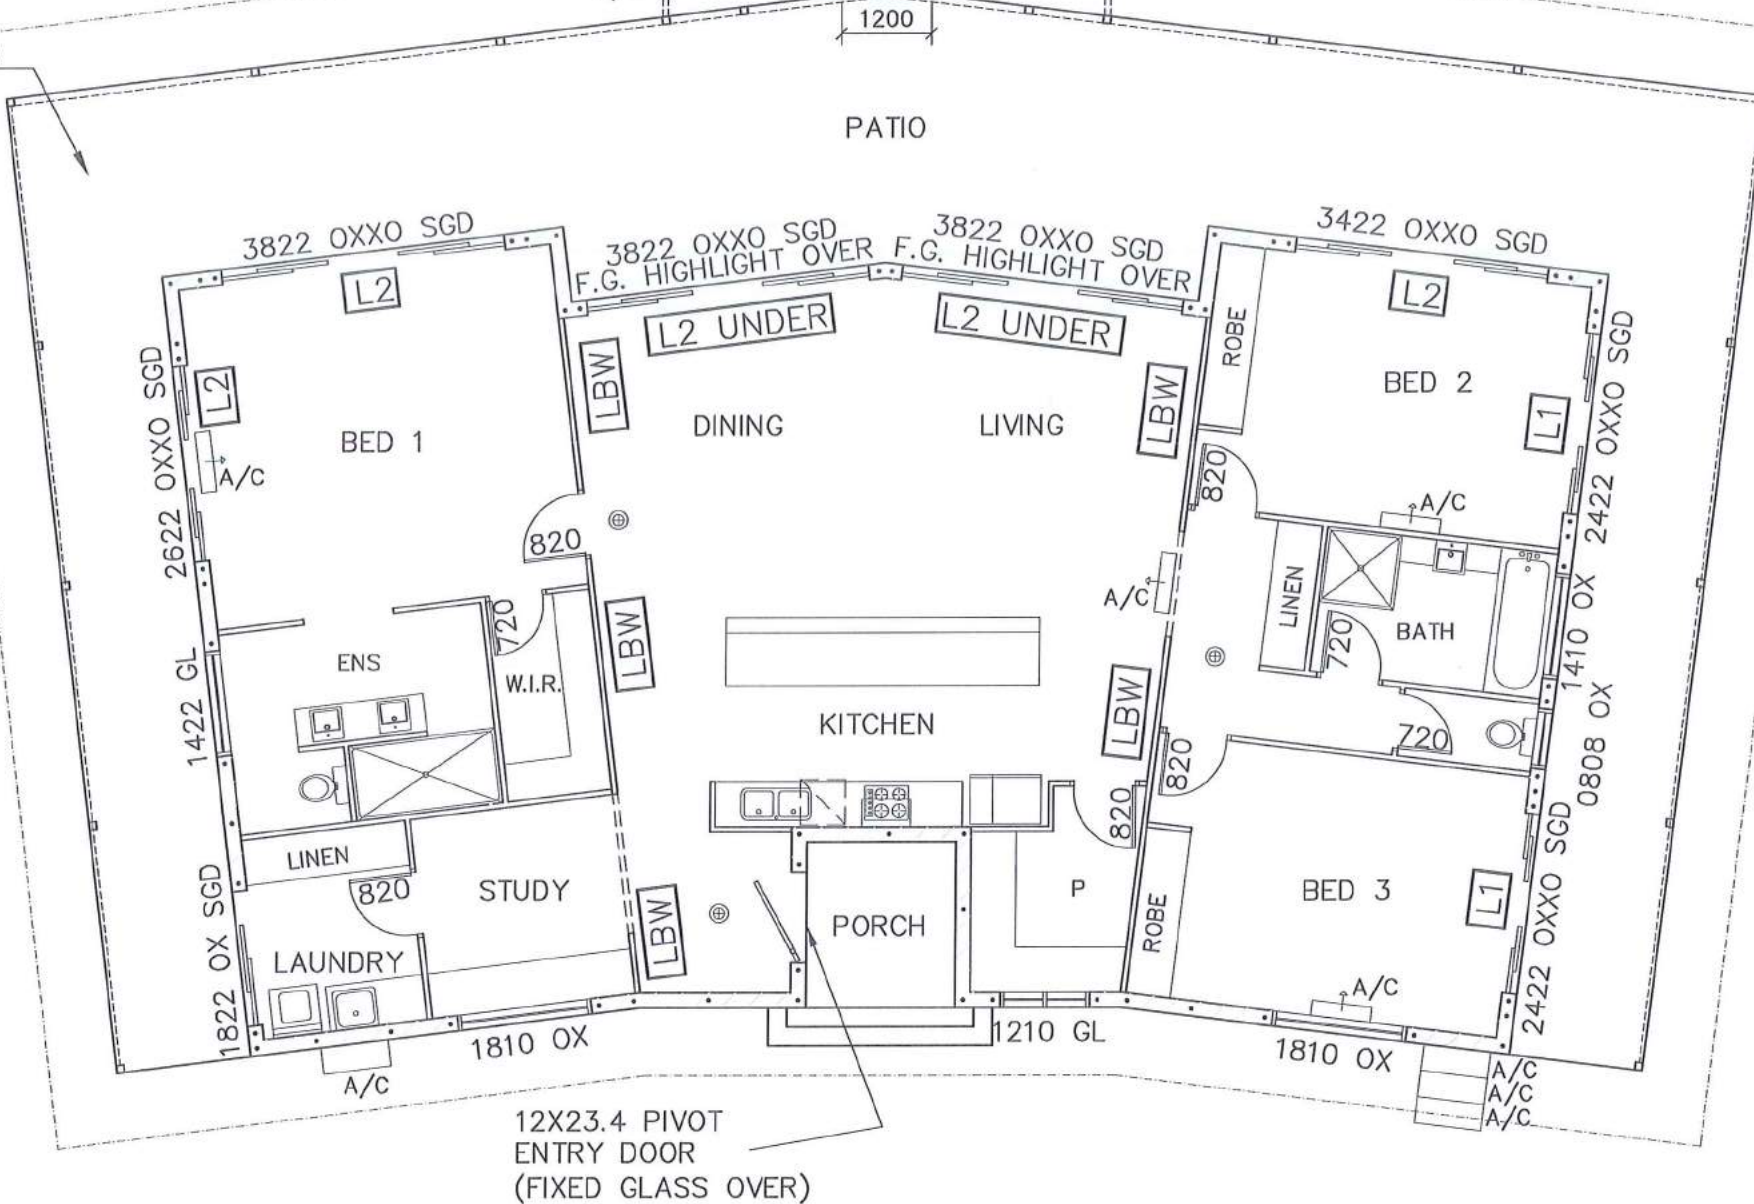 1200
PATIO
3822 OXXO SGD
3822 OXXO SGD
F.G. HIGHLIGHT OVER
3822 OXXO SGD
F.G. HIGHLIGHT OVER
3422 OXXO SGD
L2
L2 UNDER
L2 UNDER
L2
2622 OXXO SGD
L2
A/C
BED 1
LBW
DINING
LIVING
LBW
ROBE
BED 2
L1
2422 OXXO SGD
820
820
A/C
A/C
1422 GL
ENS
720
W.I.R.
LBW
KITCHEN
LBW
LINEN
720
BATH
1410 OX
720
0808 OX
820
820
LINEN
820
STUDY
LBW
PORCH
P
ROBE
BED 3
L1
2422 OXXO SGD
1822 OX SGD
LAUNDRY
A/C
1810 OX
1210 GL
1810 OX
A/C
A/C
A/C
A/C
12X23.4 PIVOT
ENTRY DOOR
(FIXED GLASS OVER)